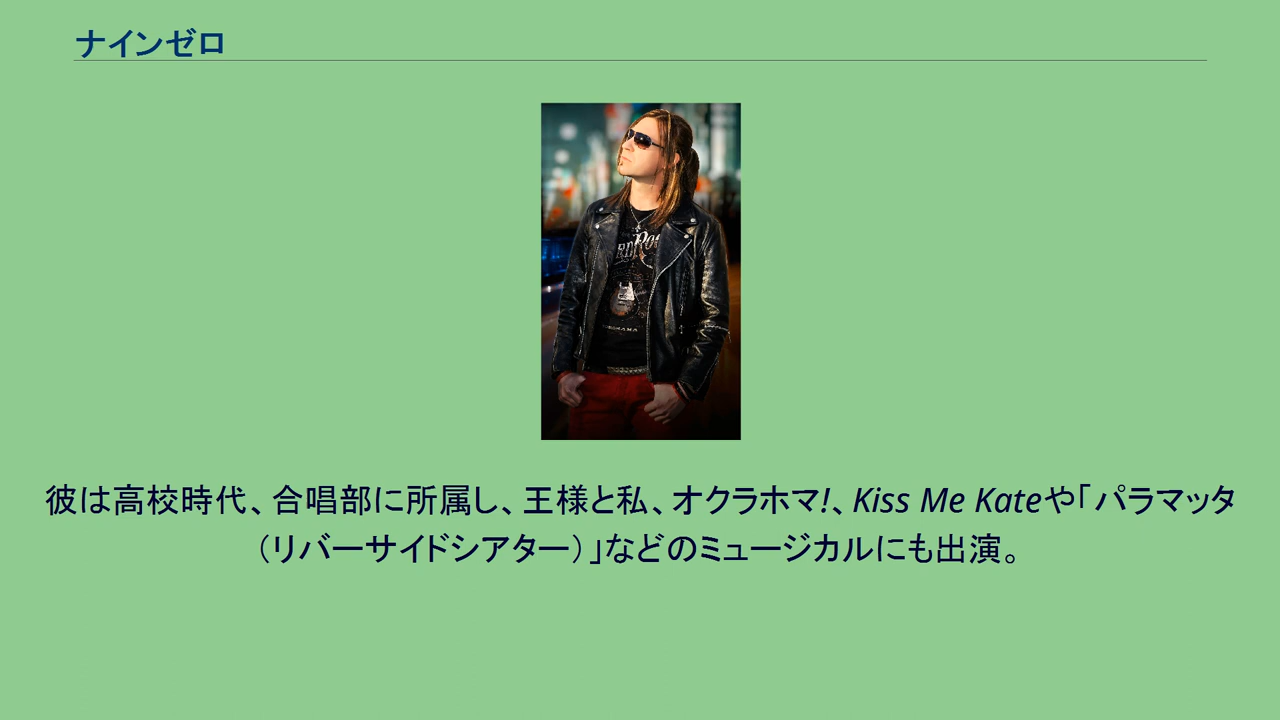 ナインゼロ
彼は高校時代、合唱部に所属し、王様と私、オクラホマ!、Kiss Me Kateや「パラマッタ
（リバーサイドシアター）」などのミュージカルにも出演。